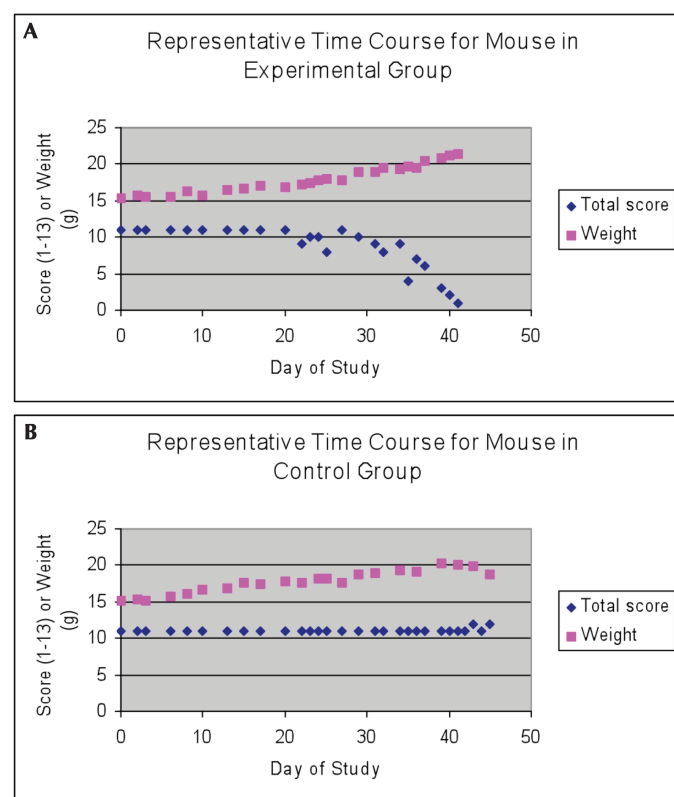 A
Representative Time Course for Mouse in
Experimental Group
25
20
15
10
5
0
0 10 20 30 40 50
Score (1-13) or Weight
(g)
Day of Study
Total score
Weight
B
Representative Time Course for Mouse in
Control Group
25
20
15
10
5
0
0 10 20 30 40 50
Score (1-13) or Weight
(g)
Day of Study
Total score
Weight